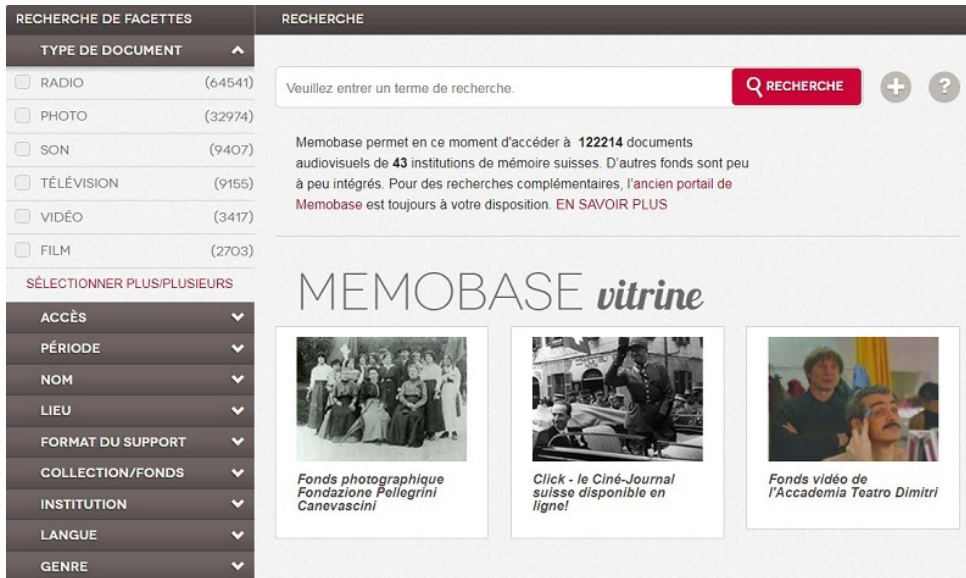 RECHERCHE DE FACETTES
TYPE DE DOCUMENT
RADIO (64541)
PHOTO (32974)
SON (9407)
TÉLÉVISION (9155)
VIDÉO (3417)
FILM (2703)
SÉLECTIONNER PLUS/PLUSIEURS
ACCÈS
PÉRIODE
NOM
LIEU
FORMAT DU SUPPORT
COLLECTION/FONDS
INSTITUTION
LANGUE
GENRE
RECHERCHE
Veuillez entrer un terme de recherche.
RECHERCHE
+
?
Memobase permet en ce moment d'accéder à 122214 documents
audiovisuels de 43 institutions de mémoire suisses. D'autres fonds sont peu
à peu intégrés. Pour des recherches complémentaires, l'ancien portail de
Memobase est toujours à votre disposition. EN SAVOIR PLUS
MEMOBASE vitrine
Fonds photographique
Fondazione Pellegrini
Canevascini
Click - le Ciné-Journal
suisse disponible en
ligne!
Fonds vidéo de
l'Accademia Teatro Dimitri